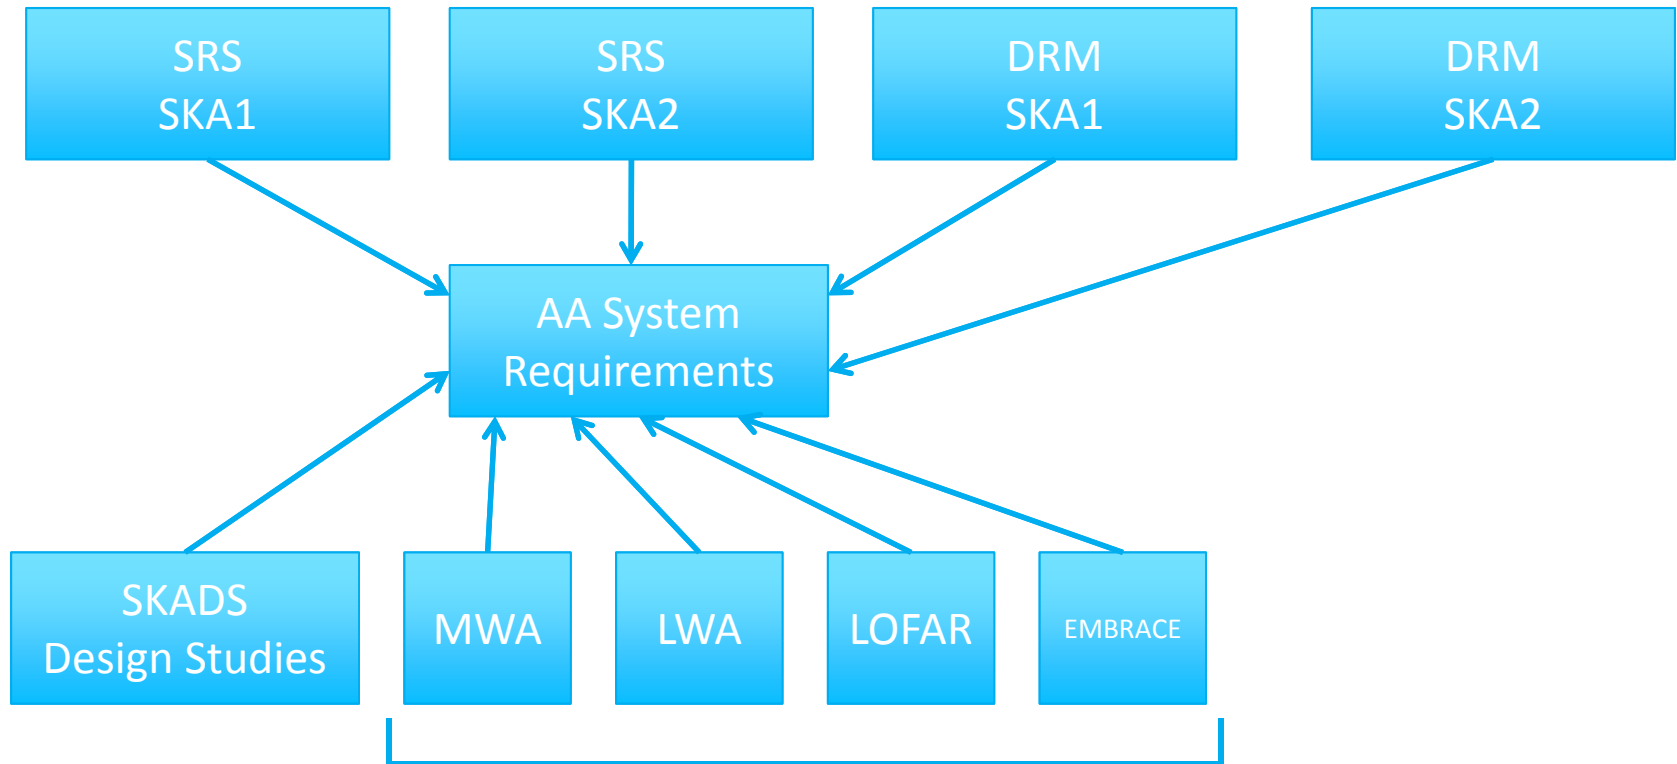 SRS
SKA1
SRS
SKA2
DRM
SKA1
DRM
SKA2
AA System
Requirements
SKADS
Design Studies
MWA
LWA
LOFAR
EMBRACE